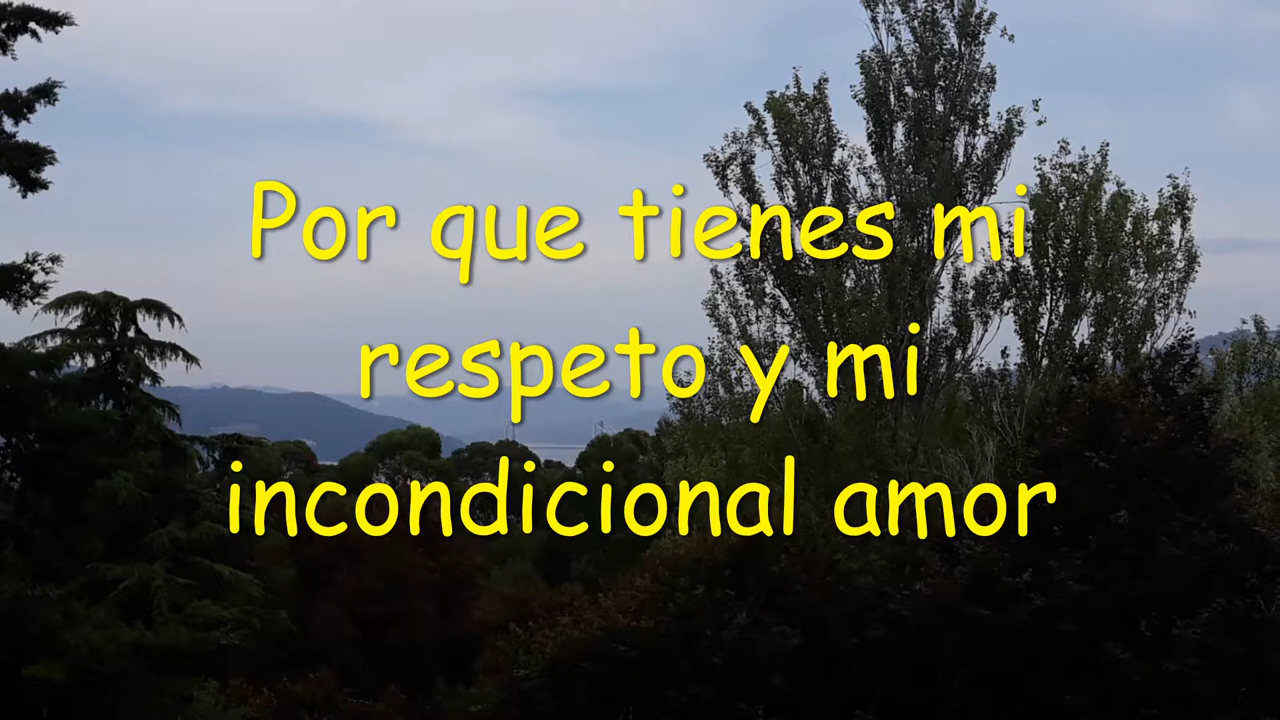 Por que tienes mi
respeto y mi
incondicional amor